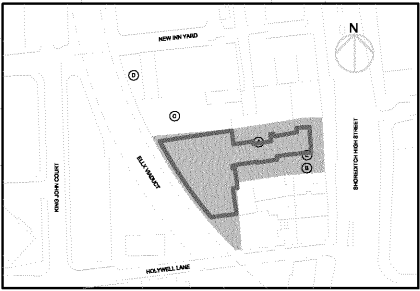 NEW INN YARD
N
D
C
A
B
ELLX VIADUCT
KING JOHN COURT
SHOREDITCH HIGH STREET
HOLYWELL LANE